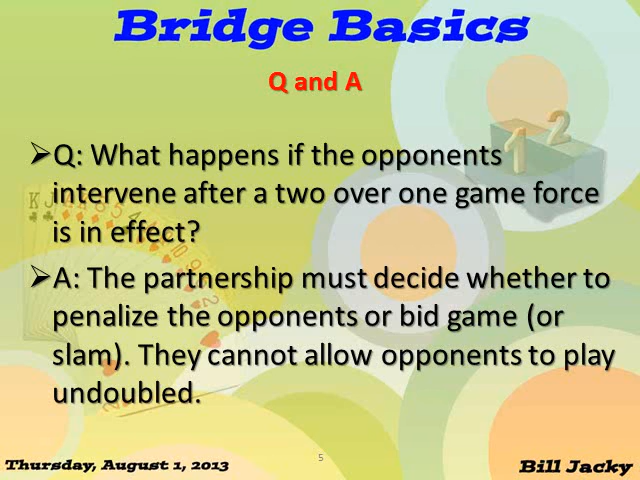 Bridge Basics
Q and A
➢Q: What happens if the opponents
intervene after a two over one game force
is in effect?
➢A: The partnership must decide whether to
penalize the opponents or bid game (or
slam). They cannot allow opponents to play
undoubled.
Thursday, August 1, 2013
5
Bill Jacky